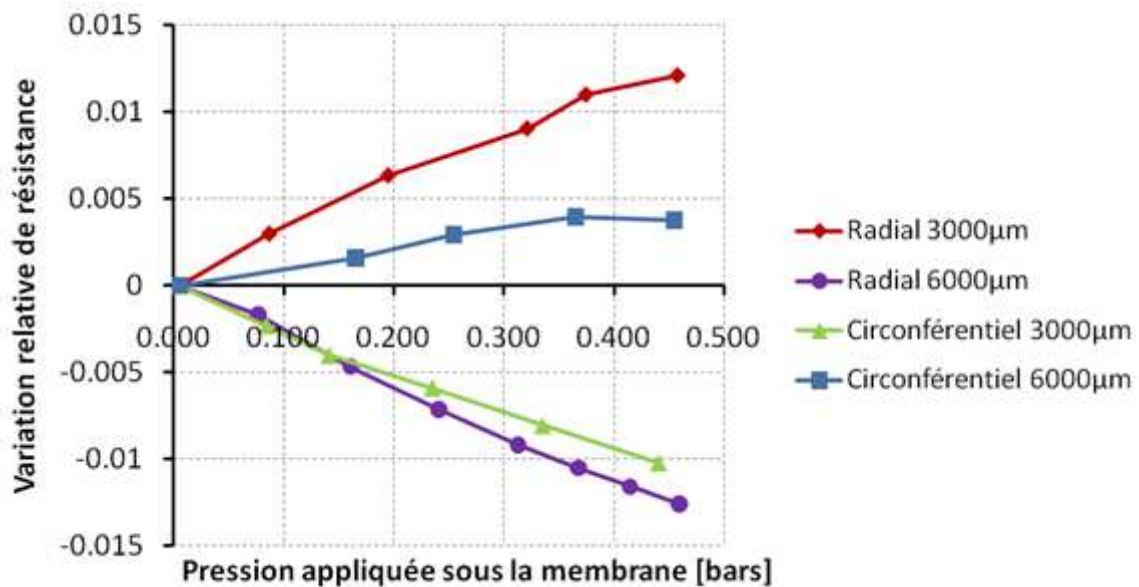 Variation relative de résistance
0.015
0.01
0.005
0
-0.005
-0.01
-0.015
0.000 0.100 0.200 0.300 0.400 0.500
Pression appliquée sous la membrane [bars]
Radial 3000µm
Radial 6000µm
Circonférentiel 3000µm
Circonférentiel 6000µm